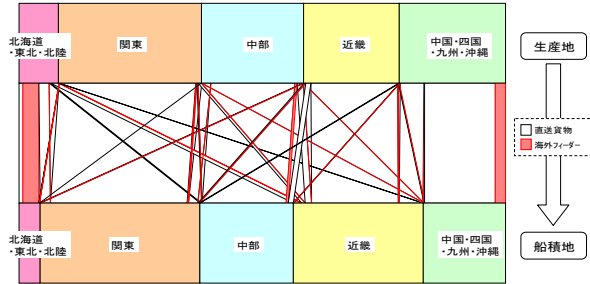 北海道
・東北・北陸
関東
中部
近畿
中国・四国
・九州・沖縄
生産地
直送貨物
海外フィーダー
北海道
・東北・北陸
関東
中部
近畿
中国・四国
・九州・沖縄
船積地